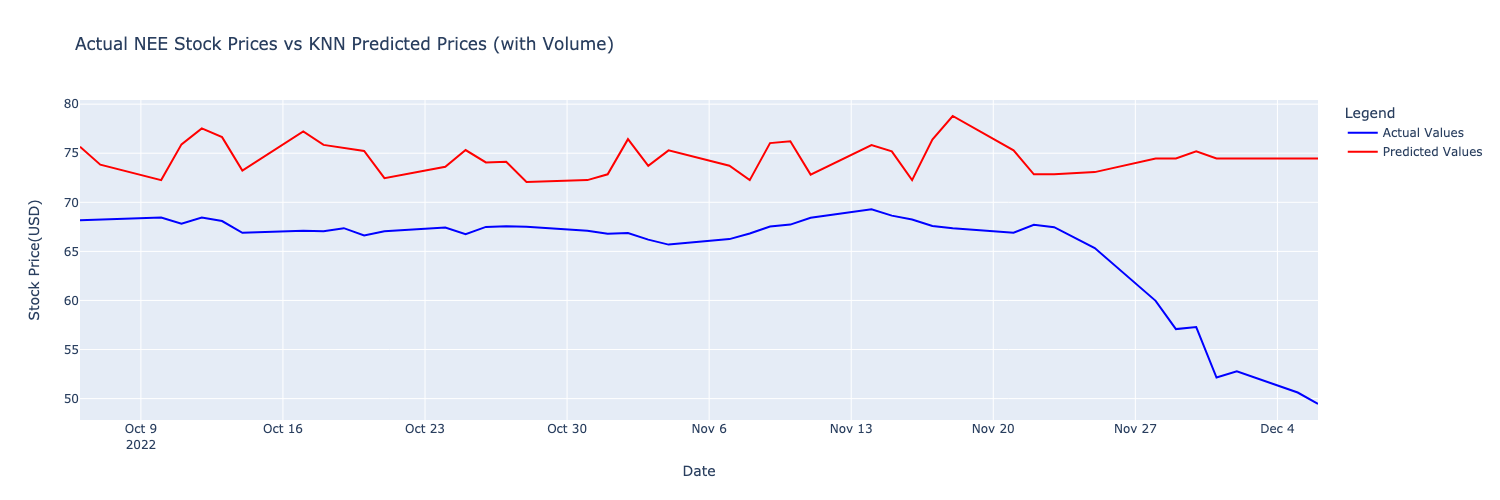 Actual NEE Stock Prices vs KNN Predicted Prices (with Volume)
Legend
Actual Values
Predicted Values
Stock Price(USD)
80
75
70
65
60
55
50
Oct 9
2022
Oct 16
Oct 23
Oct 30
Nov 6
Nov 13
Nov 20
Nov 27
Dec 4
Date